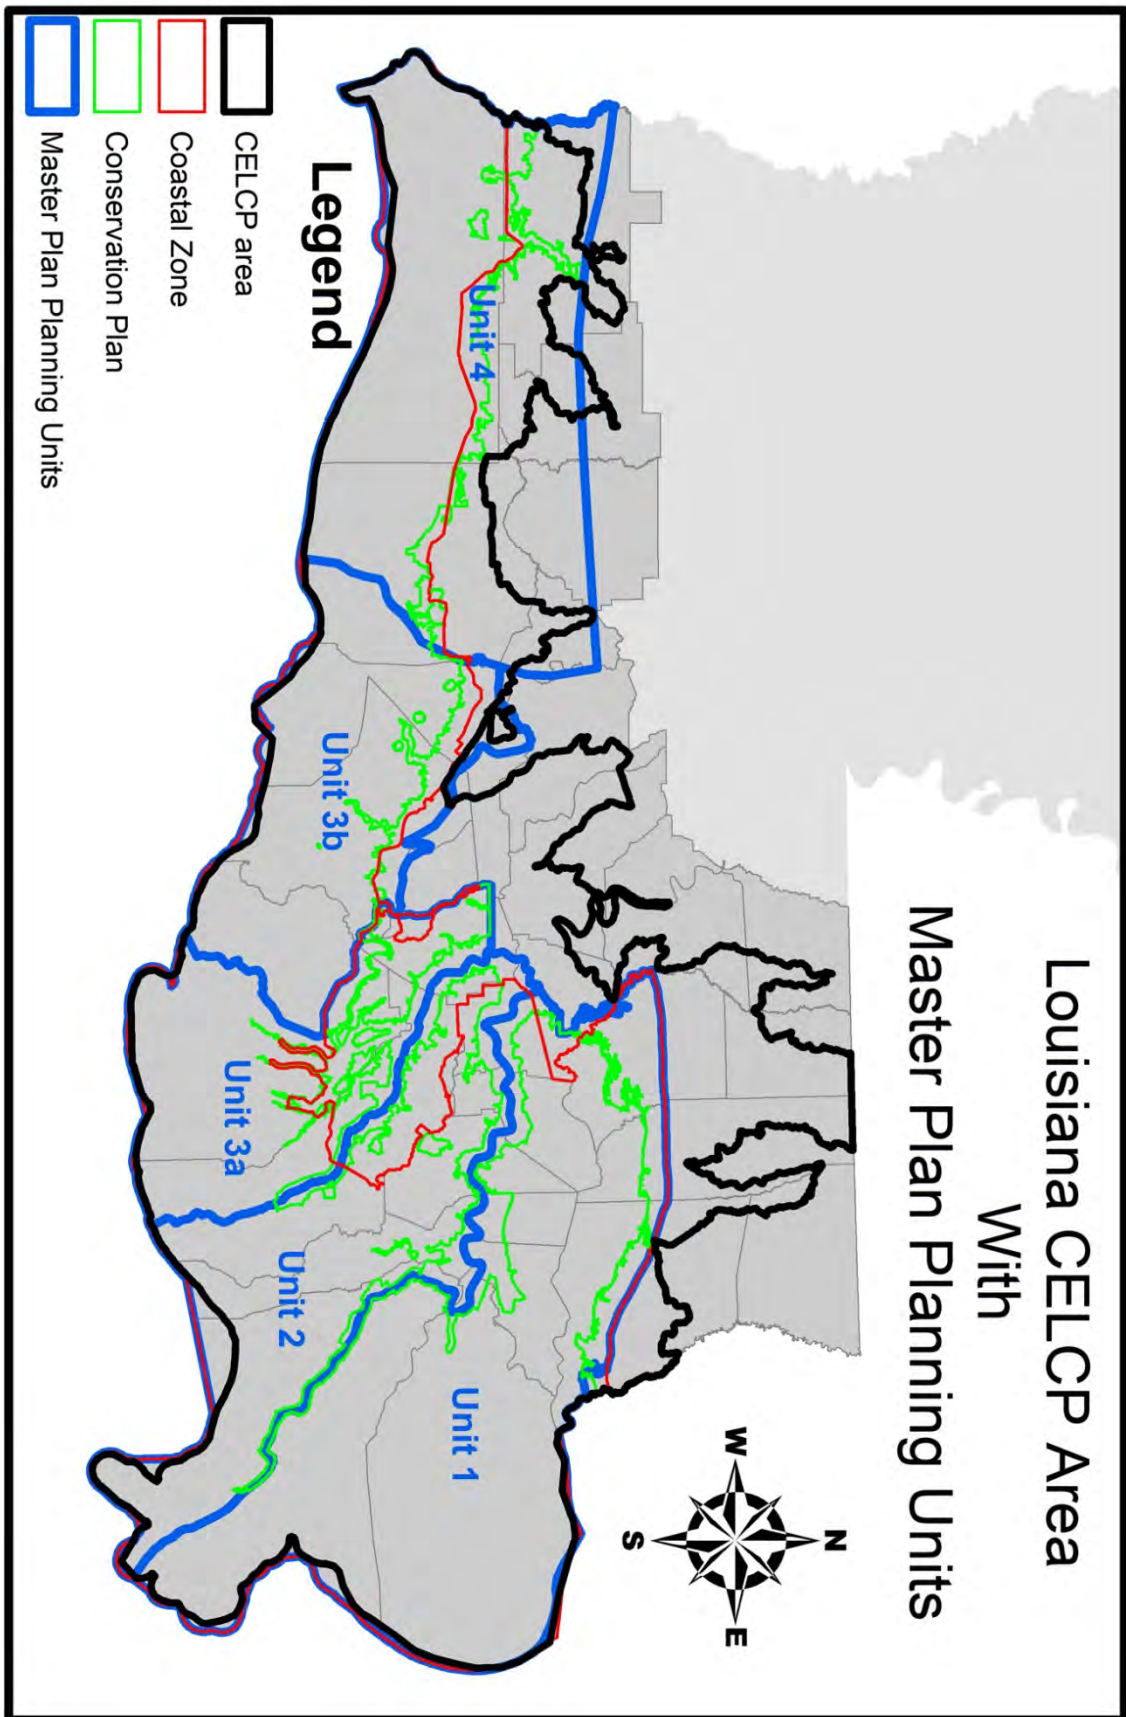 Louisiana CELCP Area
With
Master Plan Planning Units
N
W
E
S
Unit 4
Unit 3b
Unit 3a
Unit 2
Unit 1
Legend
CELCP area
Coastal Zone
Conservation Plan
Master Plan Planning Units